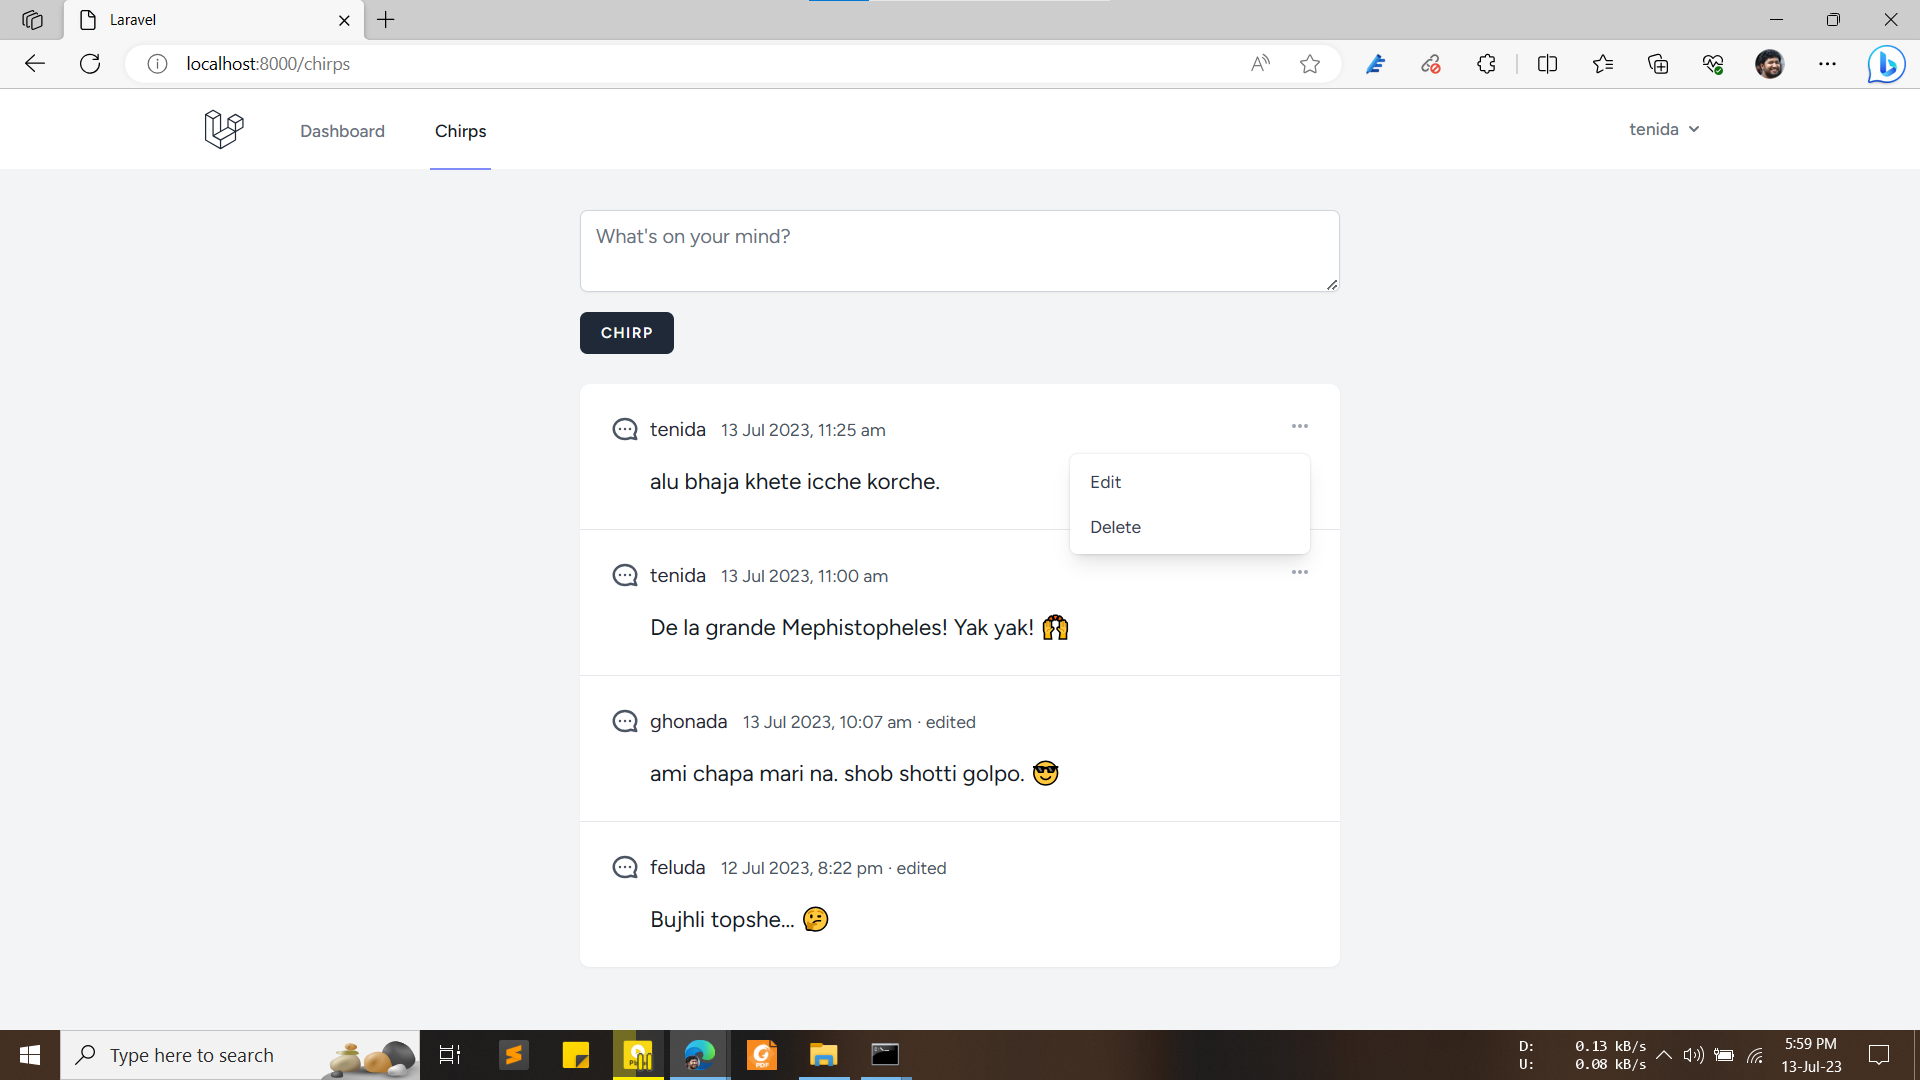 Laravel
localhost:8000/chirps
Dashboard
Chirps
tenida
What's on your mind?
CHIRP
tenida 13 Jul 2023, 11:25 am
alu bhaja khete icche korche.
Edit
Delete
tenida 13 Jul 2023, 11:00 am
De la grande Mephistopheles! Yak yak! 🙌
ghonada 13 Jul 2023, 10:07 am · edited
ami chapa mari na. shob shotti golpo. 😎
feluda 12 Jul 2023, 8:22 pm · edited
Bujhli topshe... 🤔
Type here to search
D: 0.13 kB/s
U: 0.08 kB/s
5:59 PM
13-Jul-23